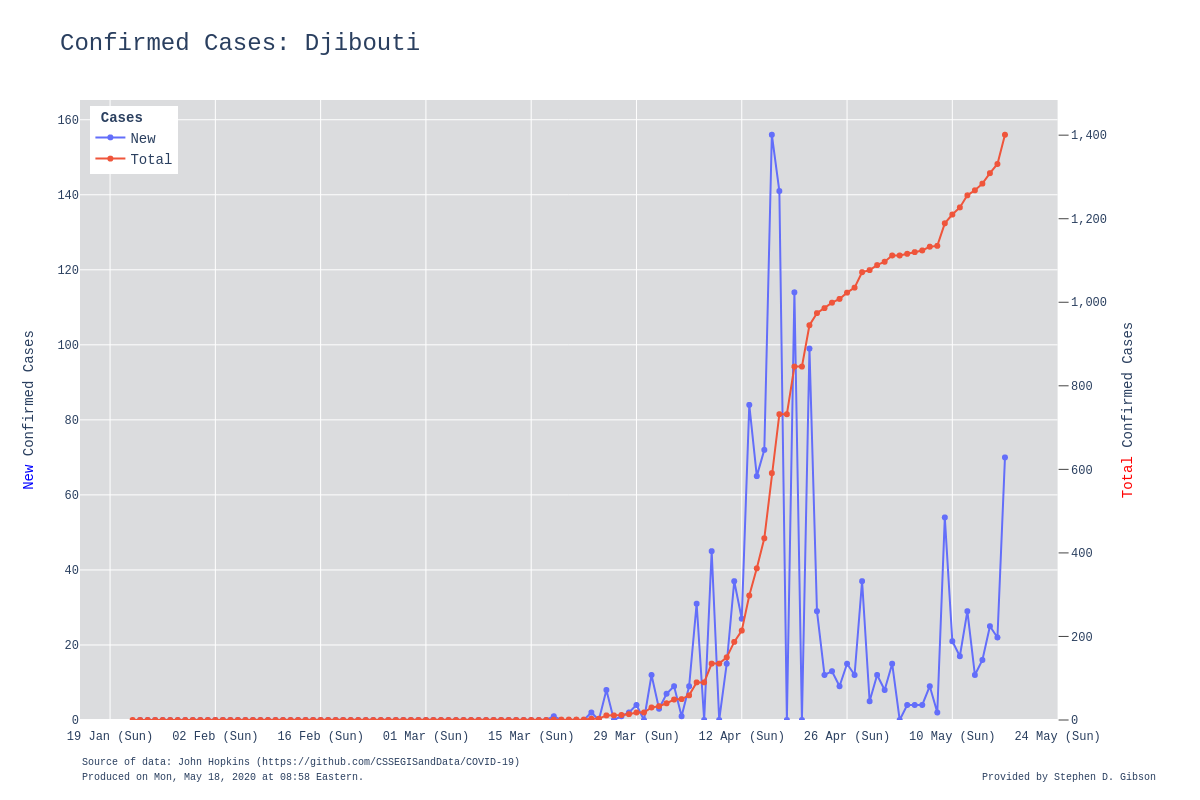 Confirmed Cases: Djibouti
Cases
New
Total
160
140
120
100
80
60
40
20
0
New Confirmed Cases
1,400
1,200
1,000
800
600
400
200
0
Total Confirmed Cases
19 Jan (Sun) 02 Feb (Sun) 16 Feb (Sun) 01 Mar (Sun) 15 Mar (Sun) 29 Mar (Sun) 12 Apr (Sun) 26 Apr (Sun) 10 May (Sun) 24 May (Sun)
Source of data: John Hopkins (https://github.com/CSSEGISandData/COVID-19)
Produced on Mon, May 18, 2020 at 08:58 Eastern.
Provided by Stephen D. Gibson